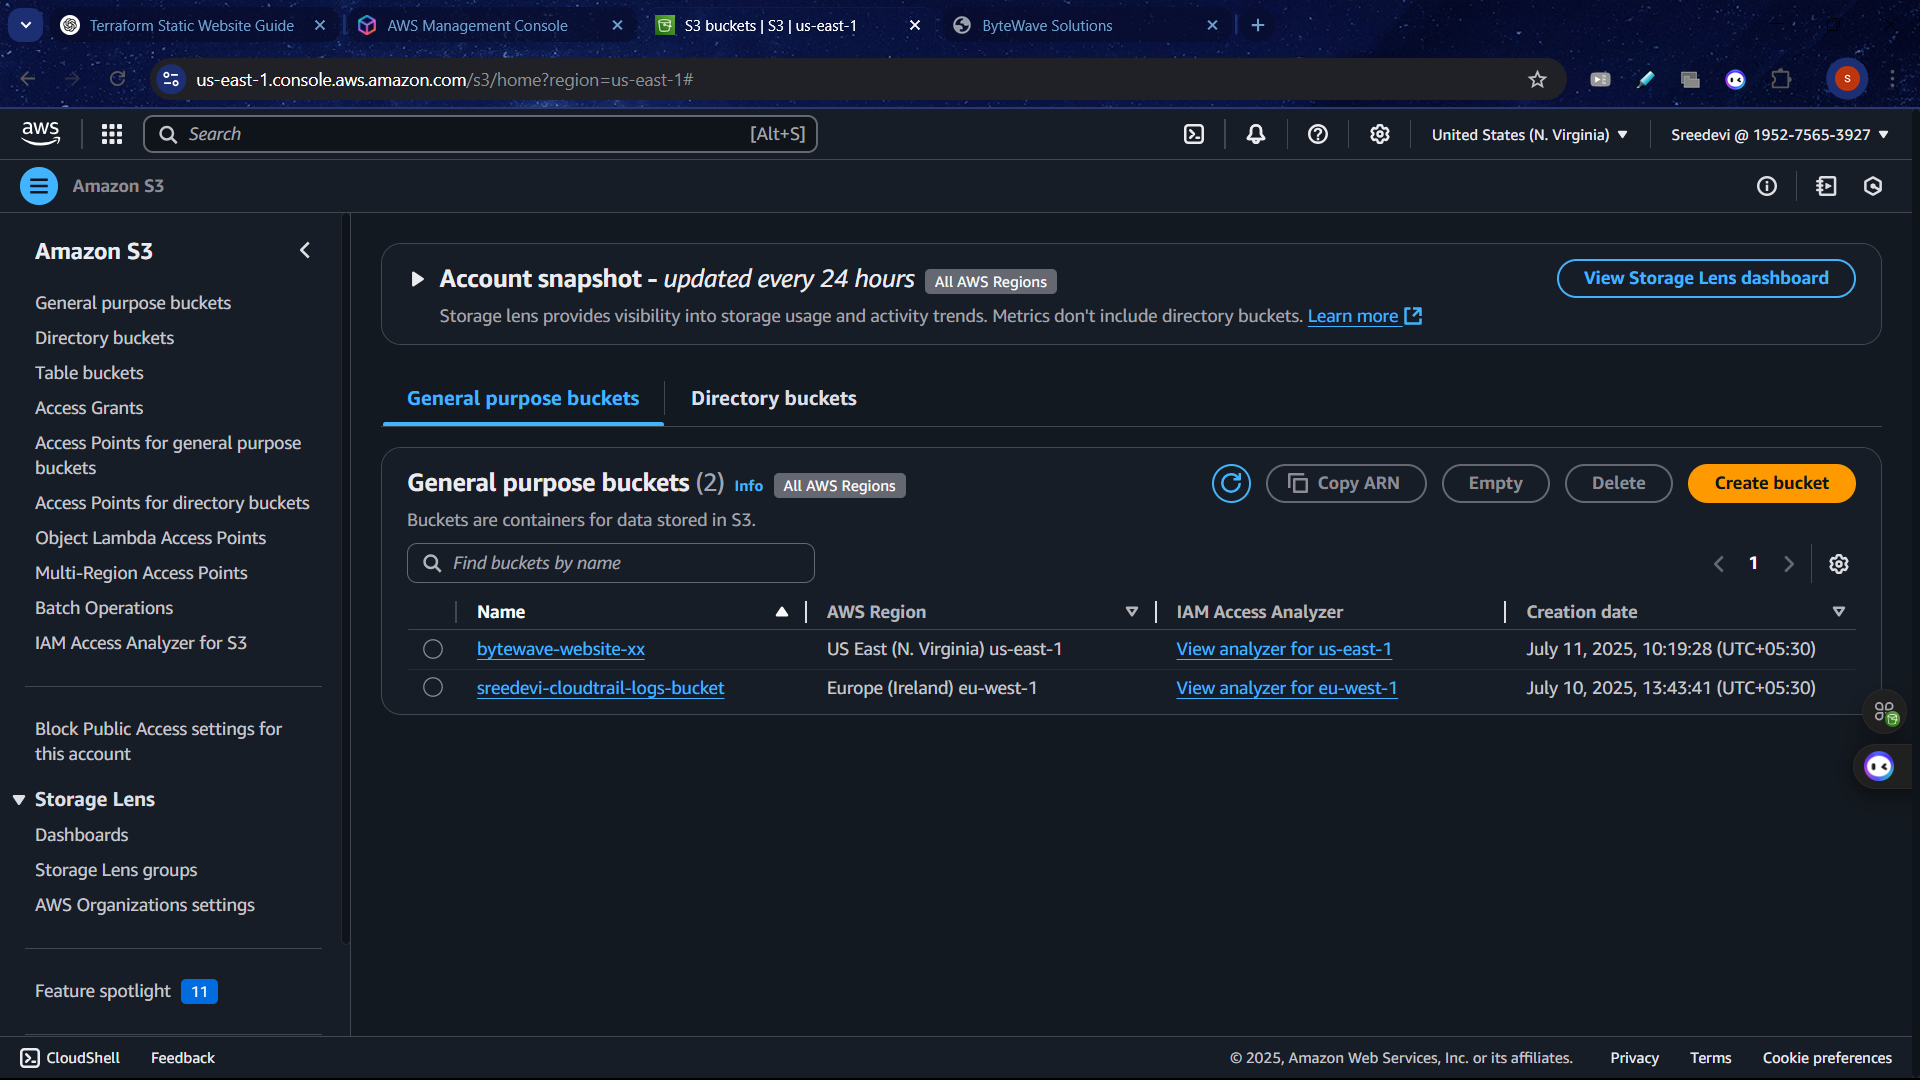 Terraform Static Website Guide
AWS Management Console
S3 buckets | S3 | us-east-1
ByteWave Solutions
us-east-1.console.aws.amazon.com/s3/home?region=us-east-1#
S
aws
Search
[Alt+S]
United States (N. Virginia)
Sreedevi @ 1952-7565-3927
Amazon S3
Amazon S3
General purpose buckets
Directory buckets
Table buckets
Access Grants
Access Points for general purpose
buckets
Access Points for directory buckets
Object Lambda Access Points
Multi-Region Access Points
Batch Operations
IAM Access Analyzer for S3
Block Public Access settings for
this account
Storage Lens
Dashboards
Storage Lens groups
AWS Organizations settings
Feature spotlight 11
Account snapshot - updated every 24 hours All AWS Regions
View Storage Lens dashboard
Storage lens provides visibility into storage usage and activity trends. Metrics don't include directory buckets. Learn more
General purpose buckets
Directory buckets
General purpose buckets (2) Info All AWS Regions
Copy ARN
Empty
Delete
Create bucket
Buckets are containers for data stored in S3.
Find buckets by name
1
Name AWS Region IAM Access Analyzer Creation date
bytewave-website-xx US East (N. Virginia) us-east-1 View analyzer for us-east-1 July 11, 2025, 10:19:28 (UTC+05:30)
sreedevi-cloudtrail-logs-bucket Europe (Ireland) eu-west-1 View analyzer for eu-west-1 July 10, 2025, 13:43:41 (UTC+05:30)
CloudShell
Feedback
© 2025, Amazon Web Services, Inc. or its affiliates.
Privacy
Terms
Cookie preferences